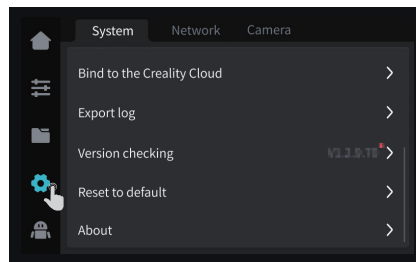 System Network Camera
Bind to the Creality Cloud
Export log
Version checking
Reset to default
About